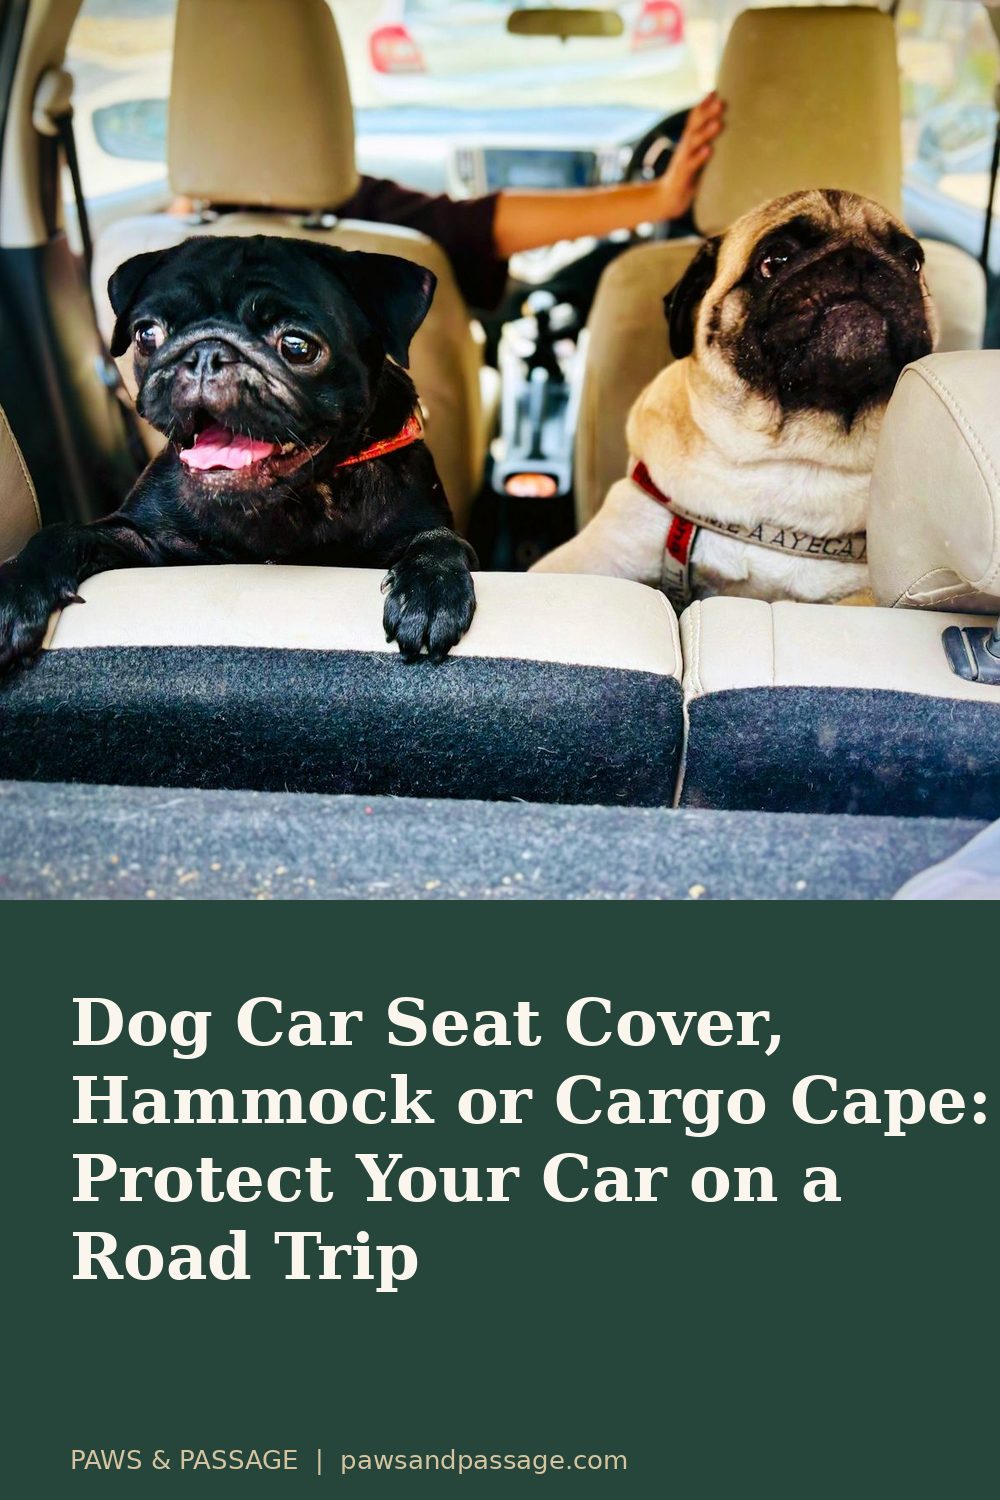 Dog Car Seat Cover,
Hammock or Cargo Cape:
Protect Your Car on a
Road Trip
PAWS & PASSAGE | pawsandpassage.com